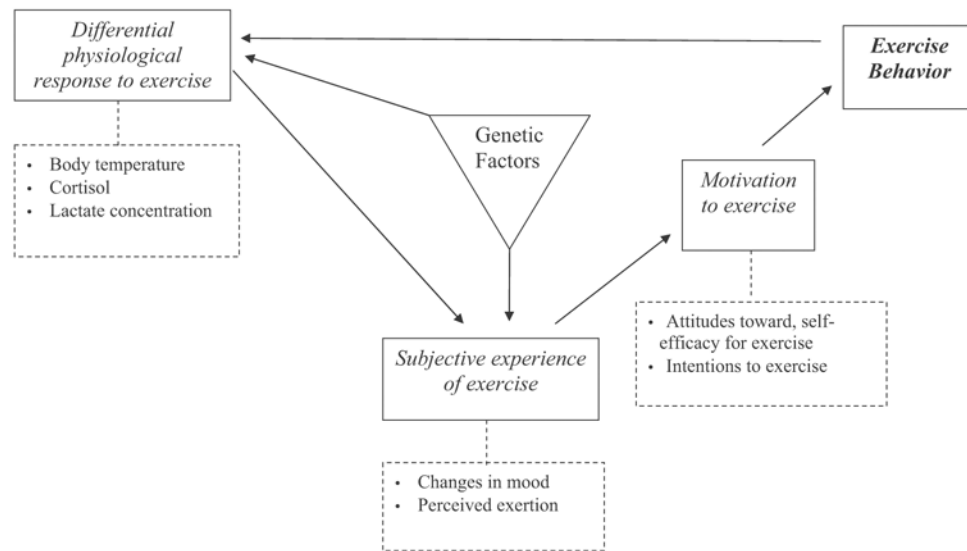 Differential
physiological
response to exercise
Exercise
Behavior
Genetic
Factors
• Body temperature
• Cortisol
• Lactate concentration
Motivation
to exercise
• Attitudes toward, self-
efficacy for exercise
• Intentions to exercise
Subjective experience
of exercise
• Changes in mood
• Perceived exertion